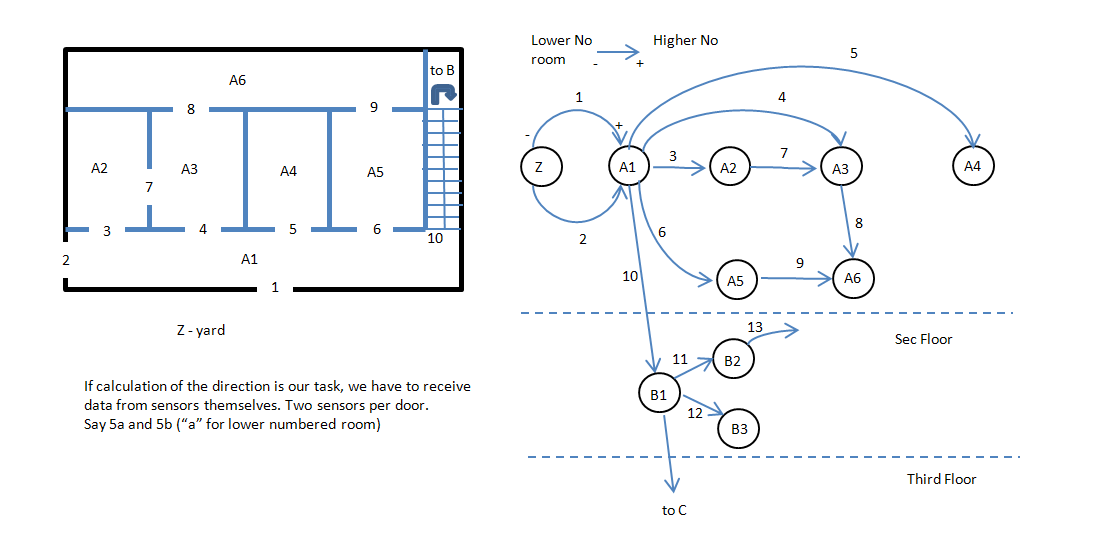 A6
to B
8
9
A2
A3
A4
A5
7
3
4
5
6
10
2
A1
1
Z - yard
If calculation of the direction is our task, we have to receive
data from sensors themselves. Two sensors per door.
Say 5a and 5b (“a” for lower numbered room)
Lower No
room
-
+
Higher No
5
1
4
-
+
Z
A1
3
A2
7
A3
A4
2
6
8
10
A5
9
A6
Sec Floor
13
11
B2
B1
12
B3
Third Floor
to C